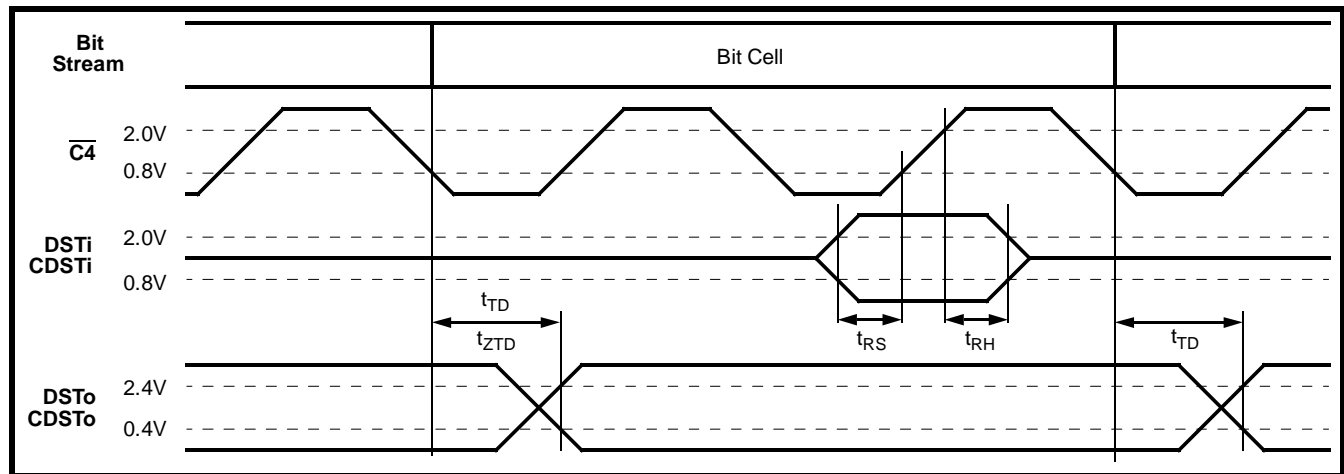 Bit
Stream
Bit Cell
C4
2.0V
0.8V
DSTi
CDSTi
2.0V
0.8V
tTD
tZTD
tRS
tRH
tTD
DSTo
CDSTo
2.4V
0.4V